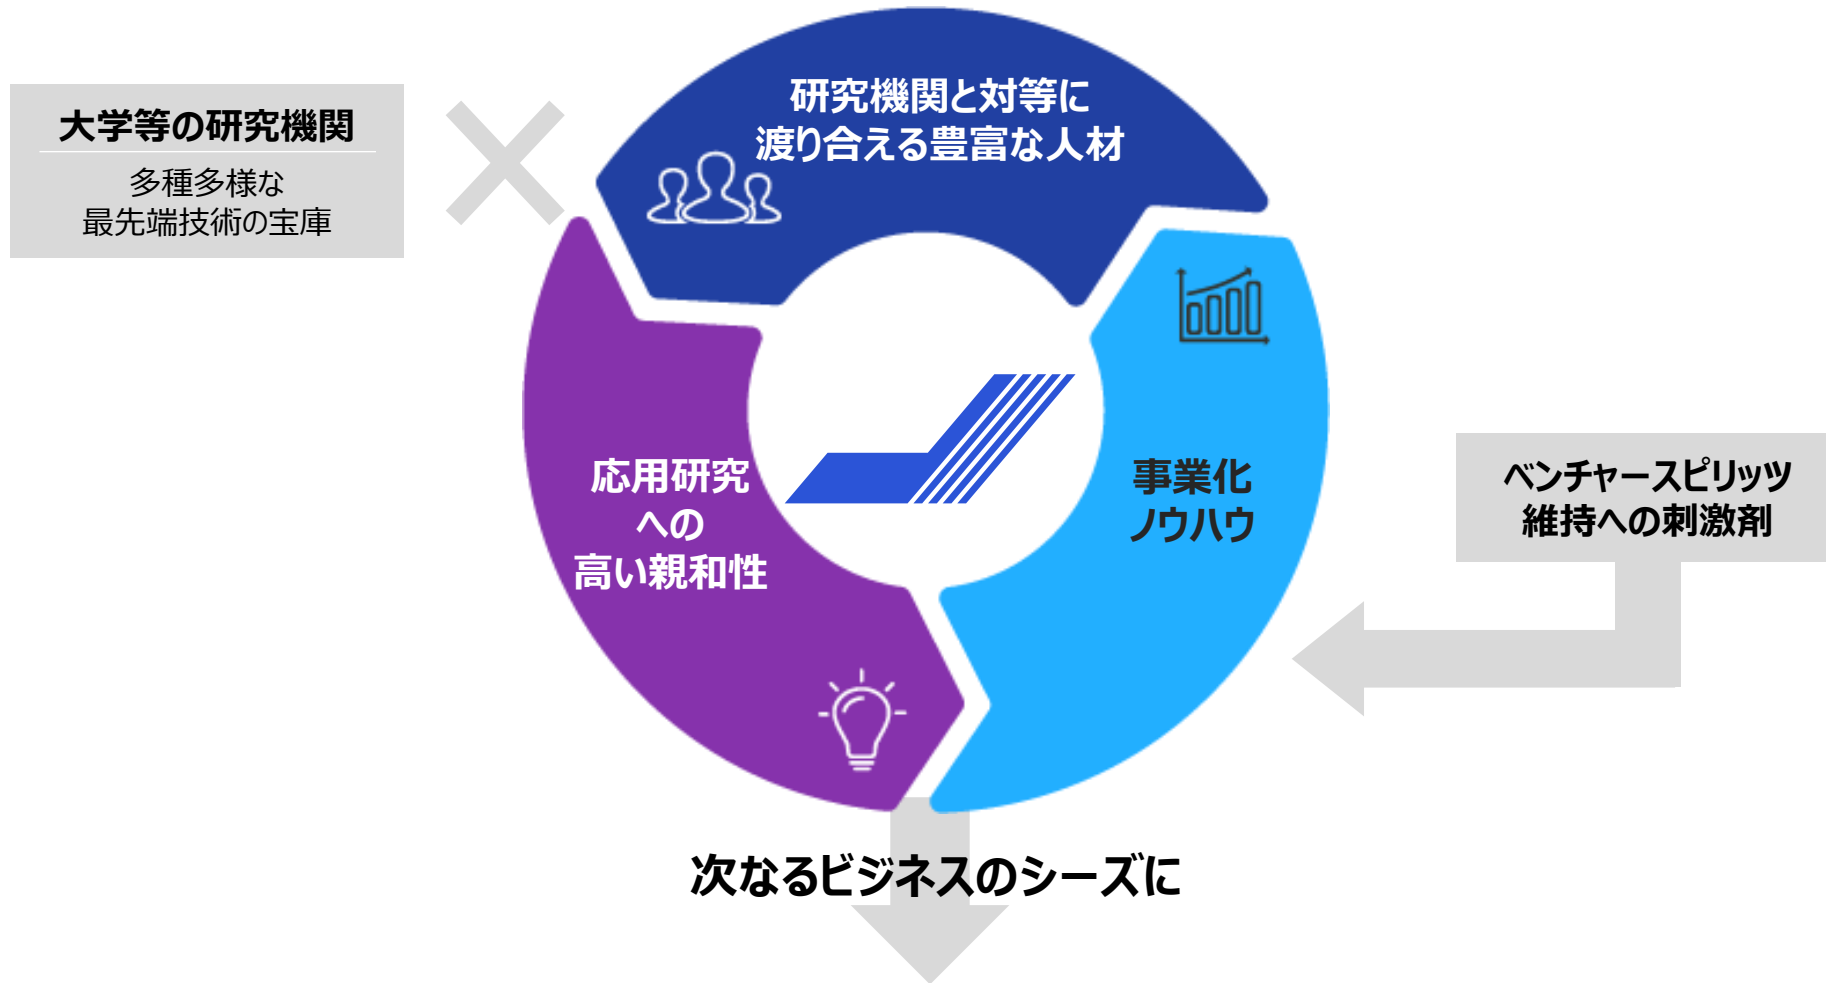 大学等の研究機関
多種多様な
最先端技術の宝庫
研究機関と対等に
渡り合える豊富な人材
応用研究
への
高い親和性
事業化
ノウハウ
ベンチャースピリッツ
維持への刺激剤
次なるビジネスのシーズに